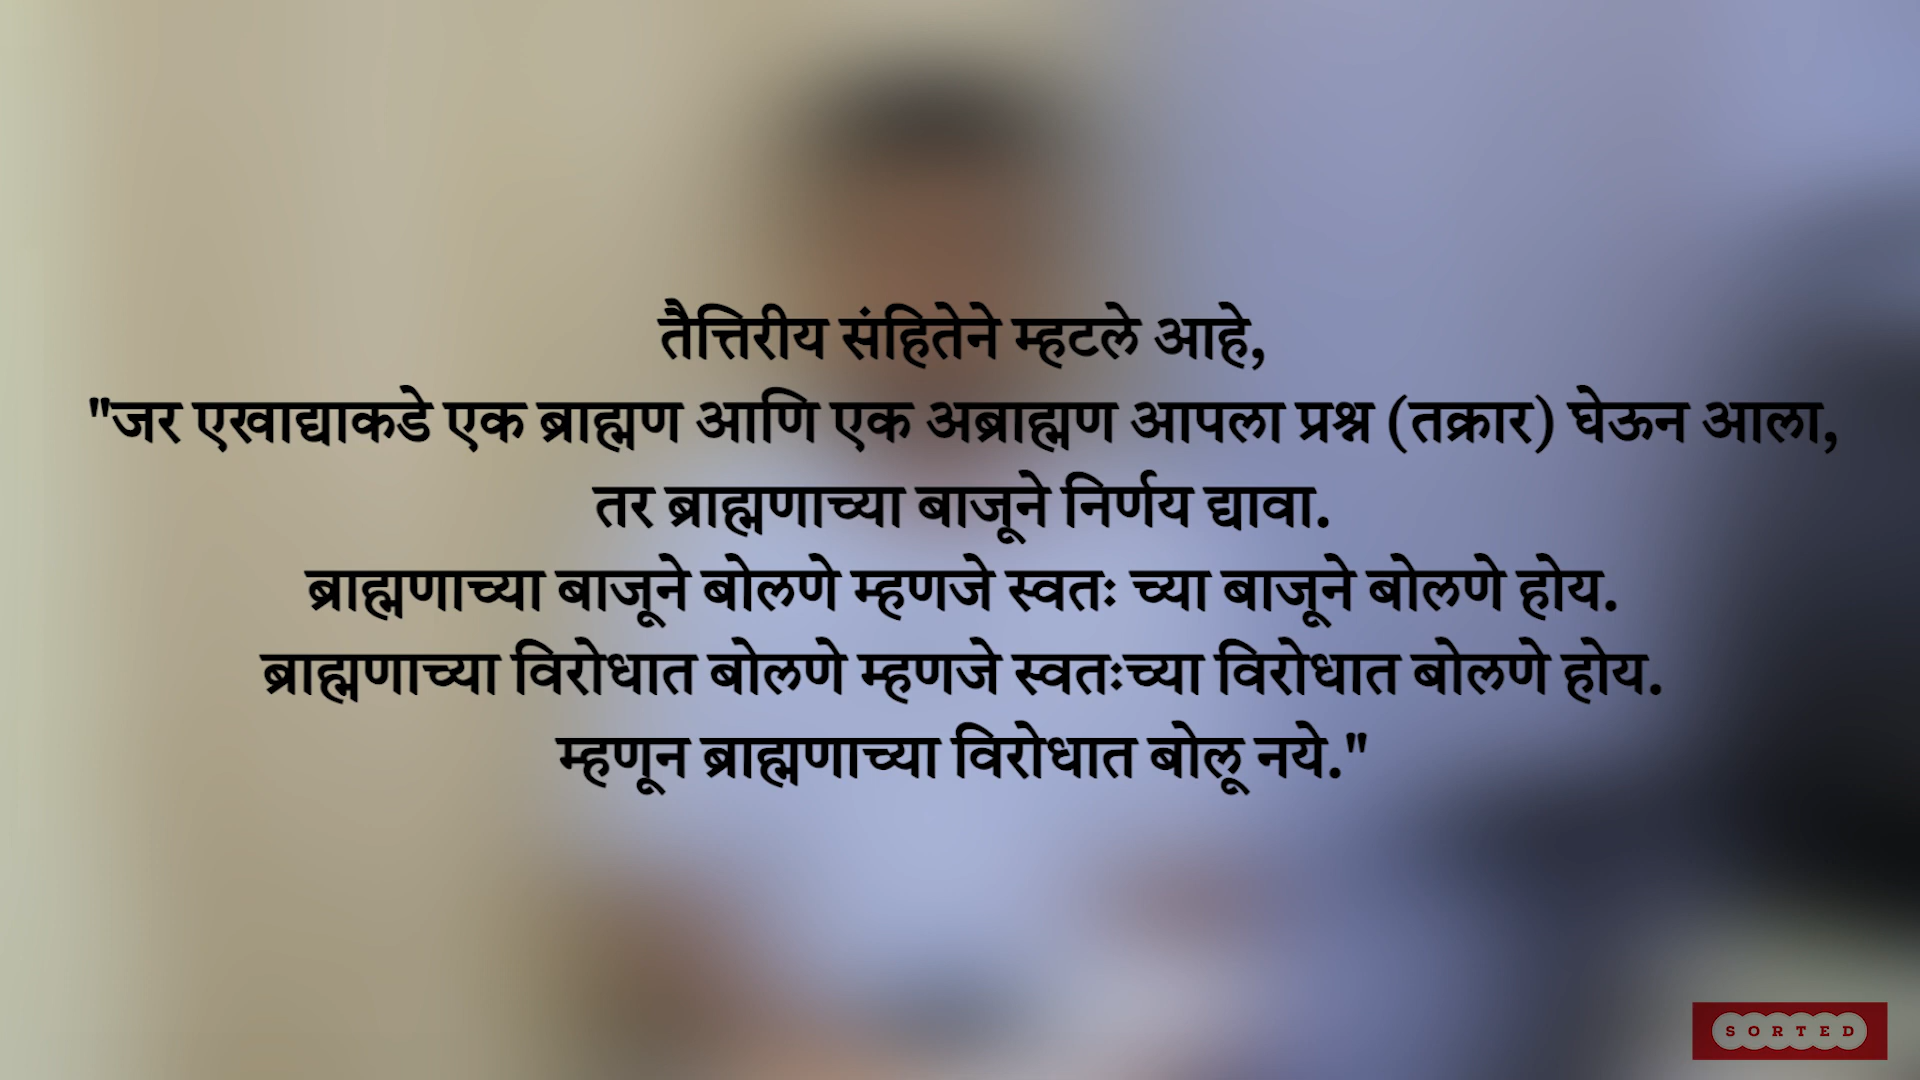 तैत्तिरीय संहितेने म्हटले आहे,
"जर एखाद्याकडे एक ब्राह्मण आणि एक अब्राह्मण आपला प्रश्न (तक्रार) घेऊन आला,
तर ब्राह्मणाच्या बाजूने निर्णय द्यावा.
ब्राह्मणाच्या बाजूने बोलणे म्हणजे स्वतः च्या बाजूने बोलणे होय.
ब्राह्मणाच्या विरोधात बोलणे म्हणजे स्वतःच्या विरोधात बोलणे होय.
म्हणून ब्राह्मणाच्या विरोधात बोलू नये."
SORTED